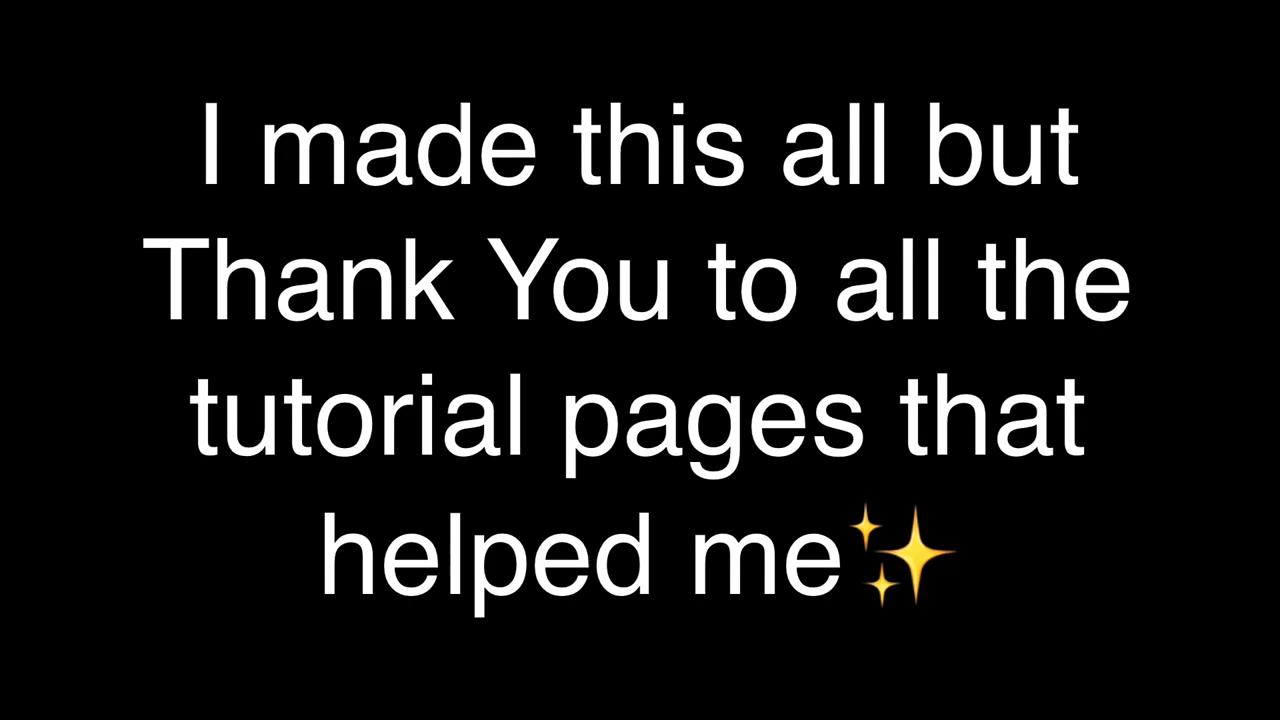 I made this all but
Thank You to all the
tutorial pages that
helped me✨